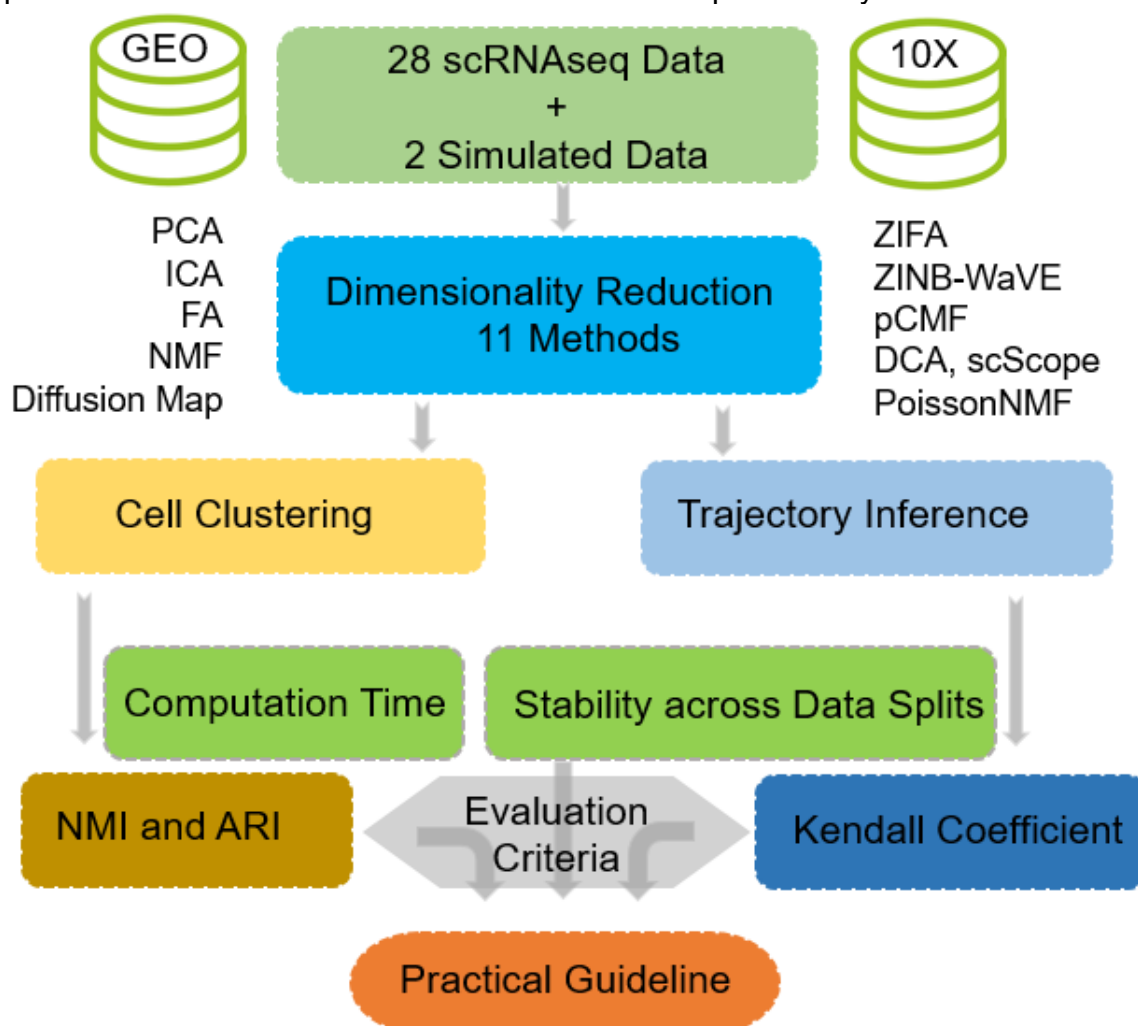 GEO
28 scRNAseq Data
+
2 Simulated Data
10X
PCA
ICA
FA
NMF
Diffusion Map
Dimensionality Reduction
11 Methods
ZIFA
ZINB-WaVE
pCMF
DCA, scScope
PoissonNMF
Cell Clustering
Trajectory Inference
Computation Time
Stability across Data Splits
NMI and ARI
Evaluation
Criteria
Kendall Coefficient
Practical Guideline